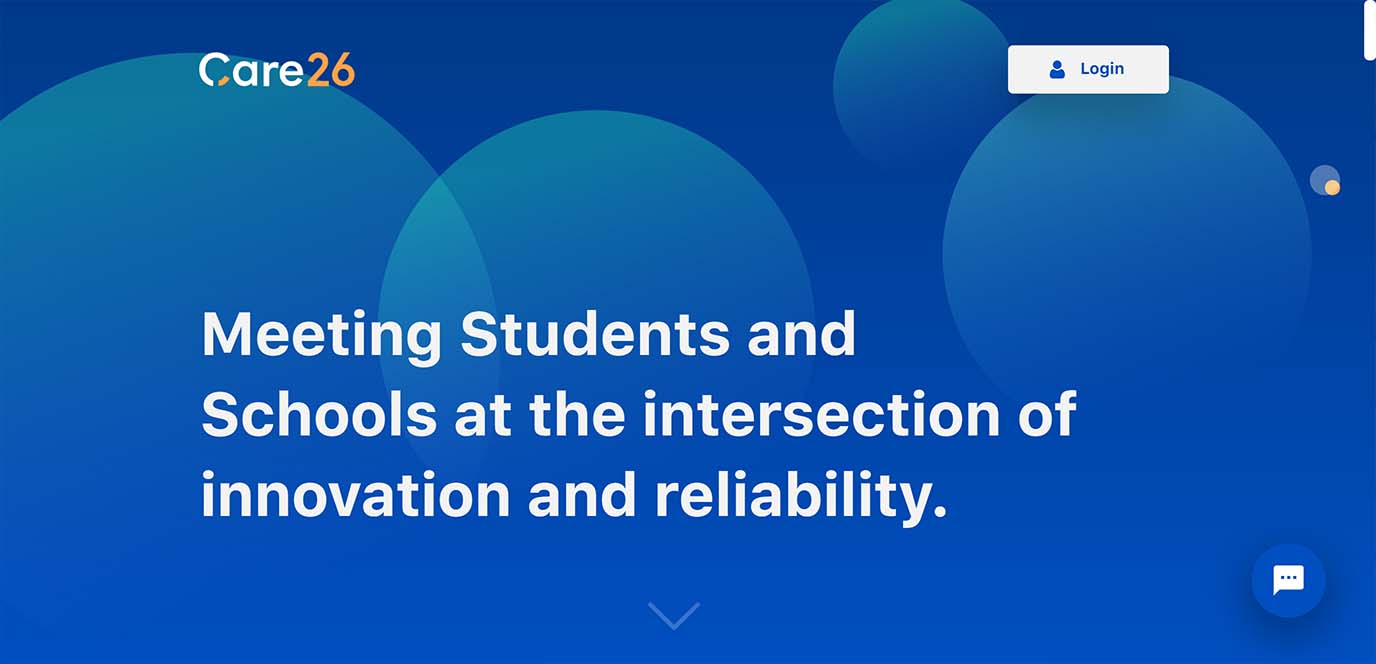 Care26
Login
Meeting Students and
Schools at the intersection of
innovation and reliability.